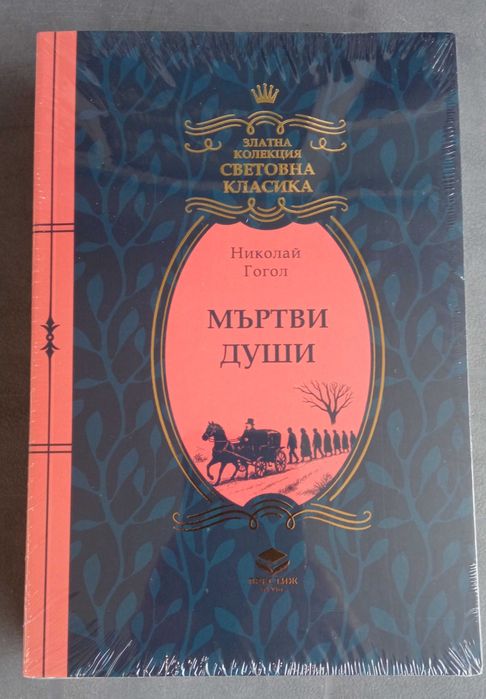 ЗЛАТНА
КОЛЕКЦИЯ
СВЕТОВНА
КЛАСИКА
Николай
Гогол
МЪРТВИ
ДУШИ